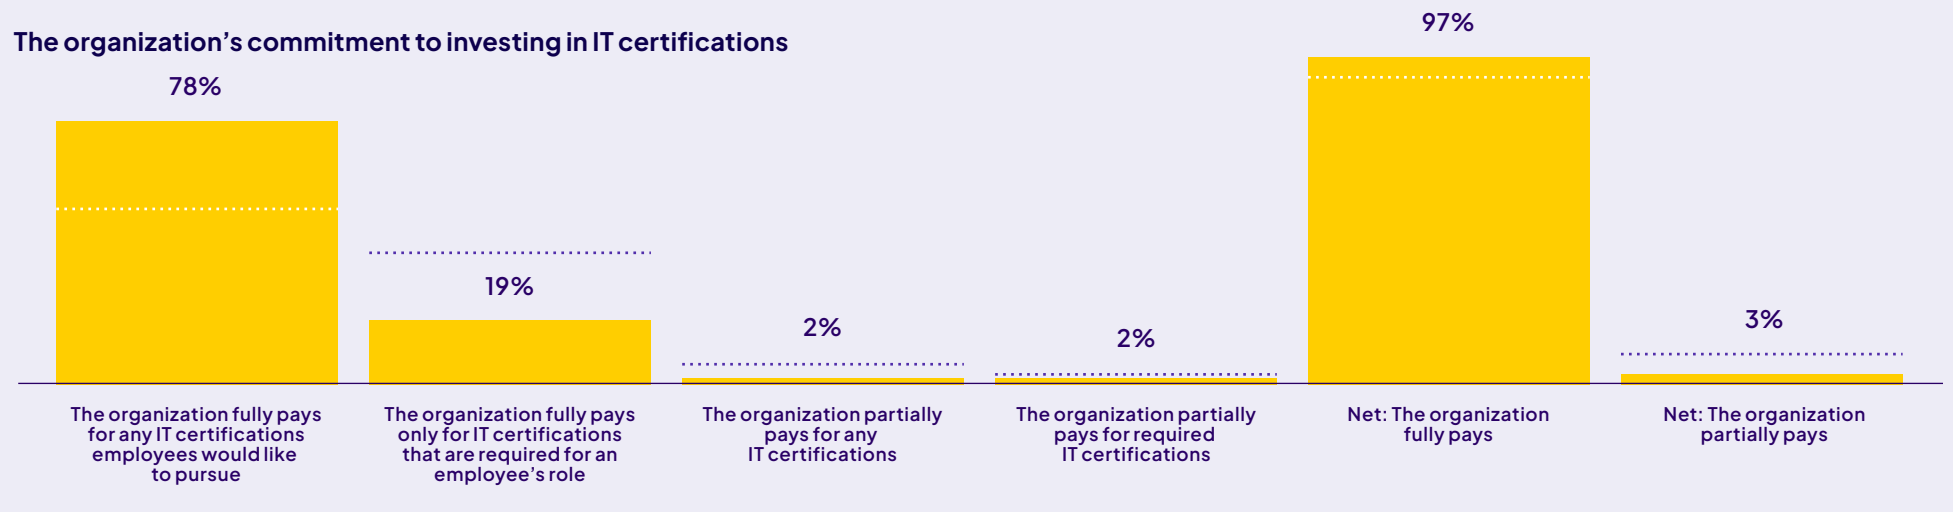 The organization’s commitment to investing in IT certifications
78%
19%
2%
2%
97%
3%
The organization fully pays
for any IT certifications
employees would like
to pursue
The organization fully pays
only for IT certifications
that are required for an
employee’s role
The organization partially
pays for any
IT certifications
The organization partially
pays for required
IT certifications
Net: The organization
fully pays
Net: The organization
partially pays